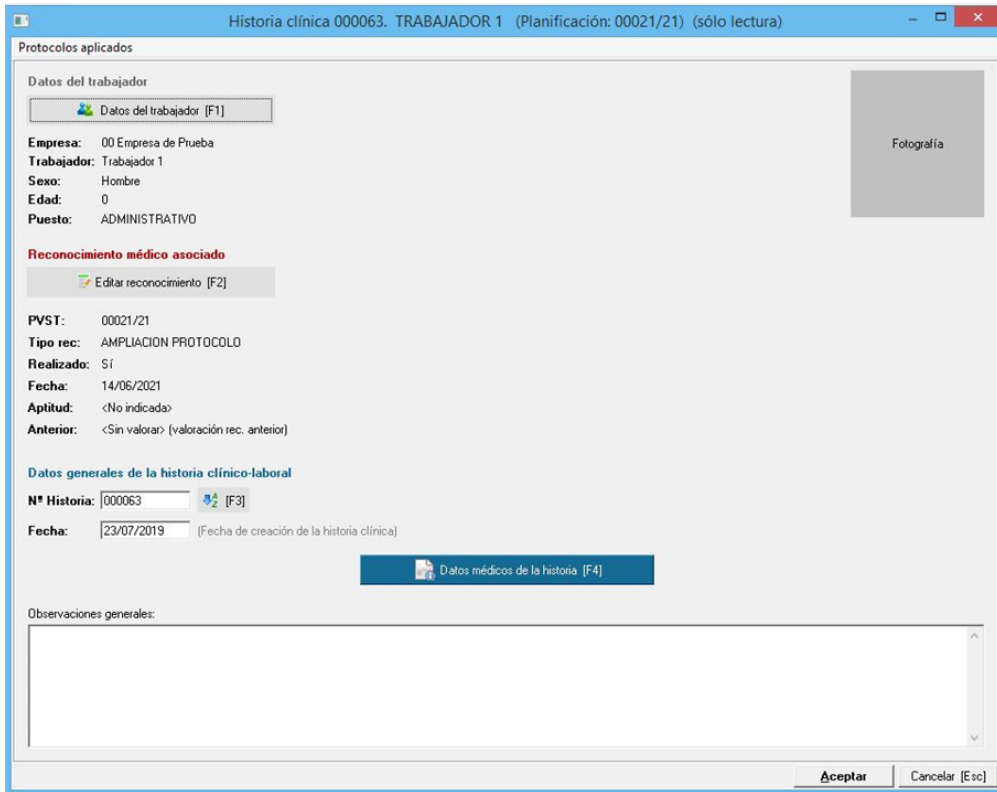 Historia clínica 000063. TRABAJADOR 1 (Planificación: 00021/21) (sólo lectura)
Protocolos aplicados
Datos del trabajador
Datos del trabajador [F1]
Fotografía
Empresa: 00 Empresa de Prueba
Trabajador: Trabajador 1
Sexo: Hombre
Edad: 0
Puesto: ADMINISTRATIVO
Reconocimiento médico asociado
Editar reconocimiento [F2]
PVST: 00021/21
Tipo rec: AMPLIACION PROTOCOLO
Realizado: Sí
Fecha: 14/06/2021
Aptitud: <No indicada>
Anterior: <Sin valorar> (valoración rec. anterior)
Datos generales de la historia clínico-laboral
Nº Historia: 000063 [F3]
Fecha: 23/07/2019 (Fecha de creación de la historia clínica)
Datos médicos de la historia [F4]
Observaciones generales:
Aceptar Cancelar [Esc]